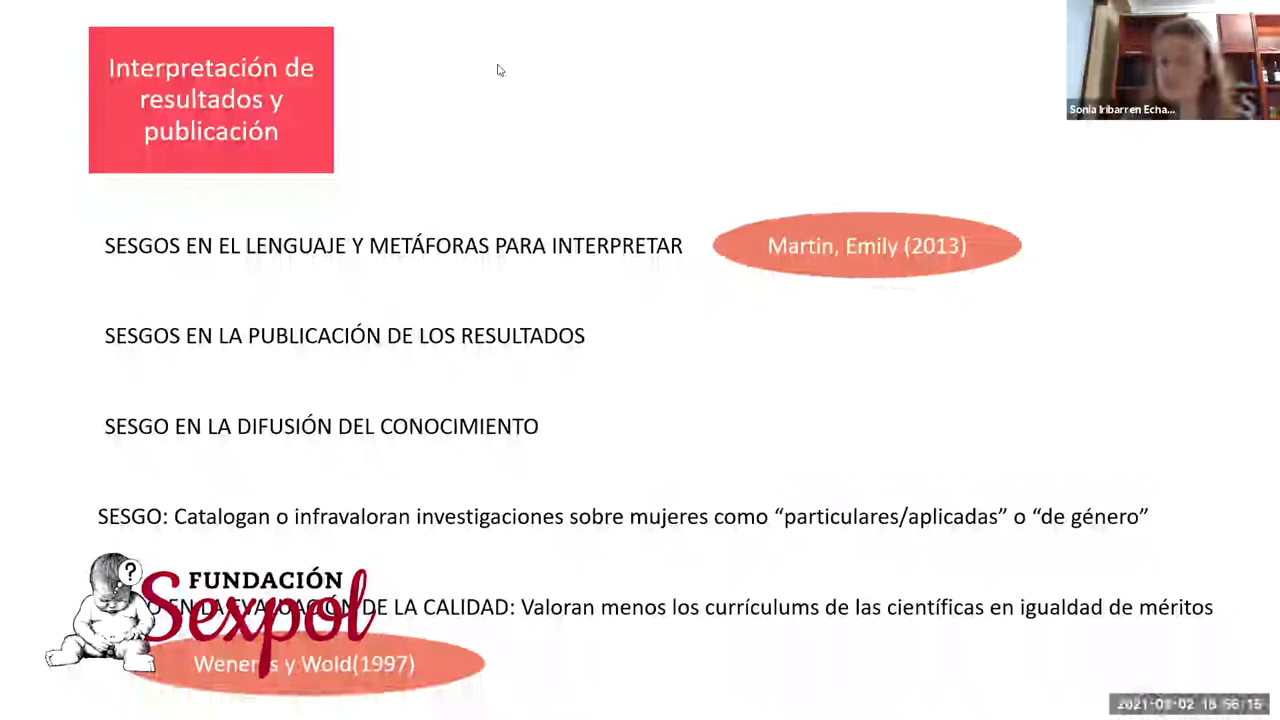 Interpretación de
resultados y
publicación
Sonia Iribarren Echa...
SESGOS EN EL LENGUAJE Y METÁFORAS PARA INTERPRETAR
Martin, Emily (2013)
SESGOS EN LA PUBLICACIÓN DE LOS RESULTADOS
SESGO EN LA DIFUSIÓN DEL CONOCIMIENTO
SESGO: Catalogan o infravaloran investigaciones sobre mujeres como “particulares/aplicadas” o “de género”
?
FUNDACIÓN
Sexpol
EN LA EVALUACIÓN DE LA CALIDAD: Valoran menos los currículums de las científicas en igualdad de méritos
y Wold(1997)